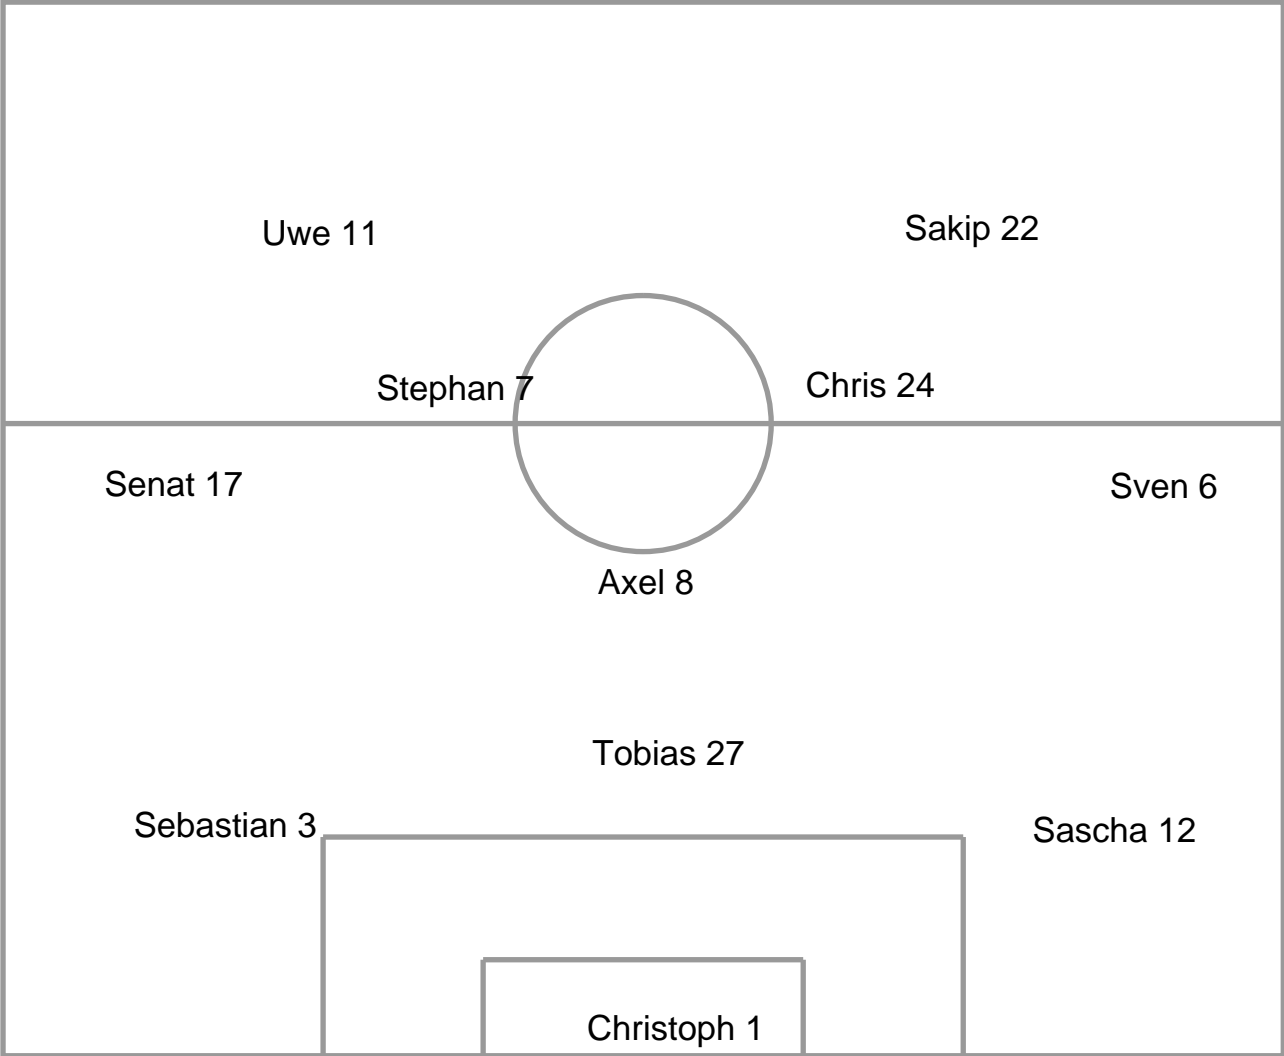 Uwe 11
Sakip 22
Stephan 7
Chris 24
Senat 17
Sven 6
Axel 8
Tobias 27
Sebastian 3
Sascha 12
Christoph 1